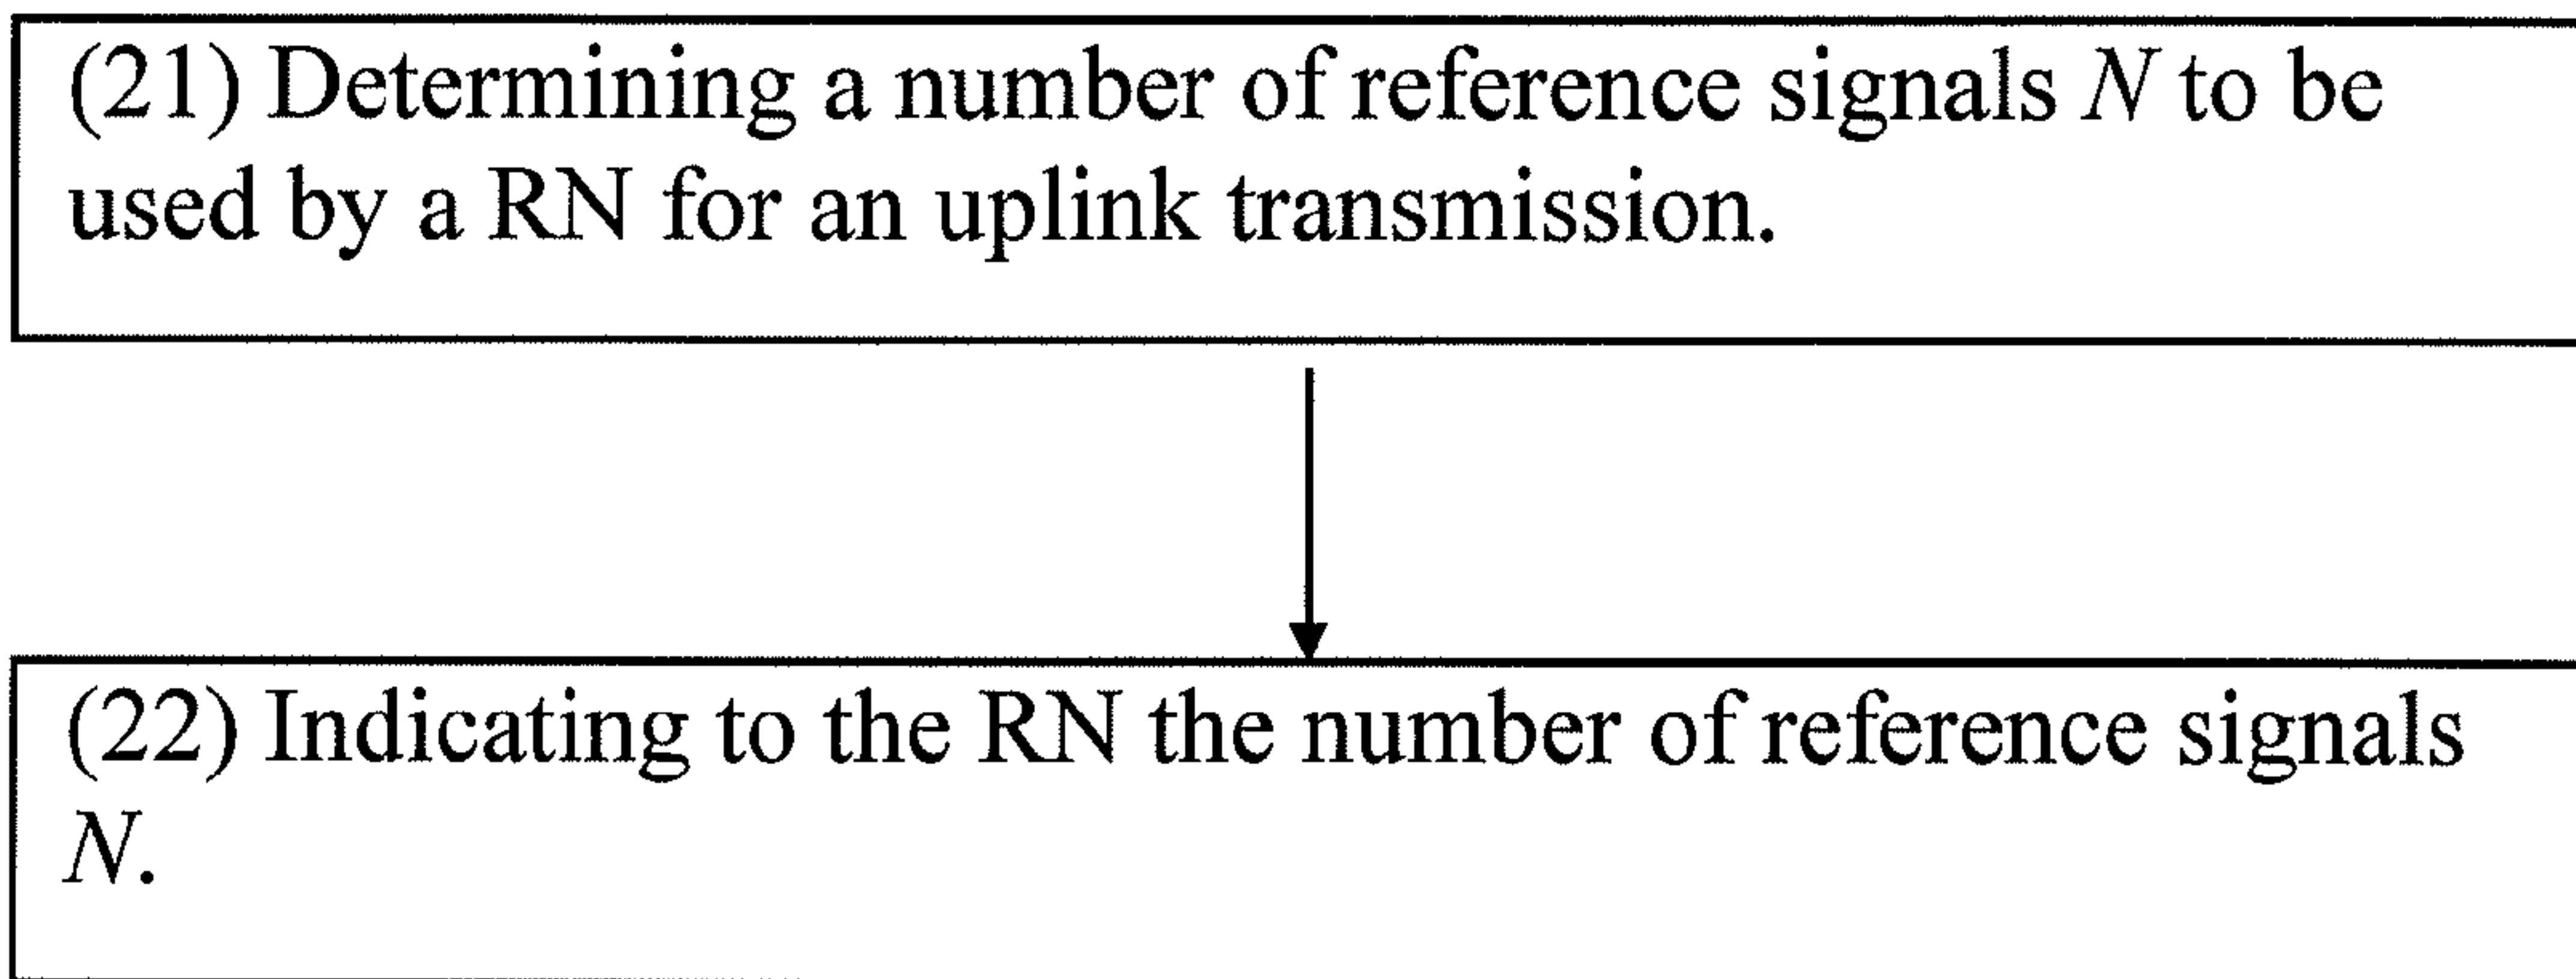 (21) Determining a number of reference signals N to be
used by a RN for an uplink transmission.
(22) Indicating to the RN the number of reference signals
N.